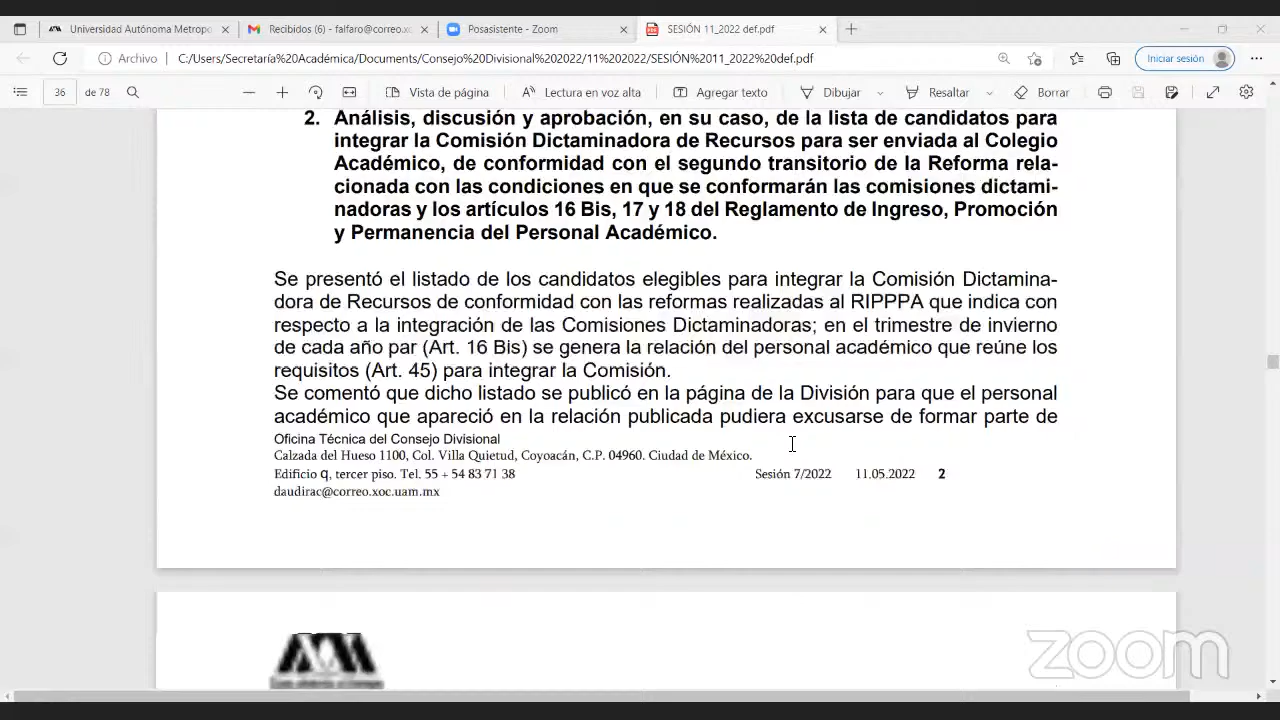 Universidad Autónoma Metropo
Recibidos (6) - falfaro@correo.xc
Posasistente - Zoom
SESIÓN 11_2022 def.pdf
Archivo
C:/Users/Secretaría%20Académica/Documents/Consejo%20Divisional%202022/11%202022/SESIÓN%2011_2022%20def.pdf
Iniciar sesión
36 de 78
Vista de página
Lectura en voz alta
Agregar texto
Dibujar
Resaltar
Borrar
2. Análisis, discusión y aprobación, en su caso, de la lista de candidatos para
integrar la Comisión Dictaminadora de Recursos para ser enviada al Colegio
Académico, de conformidad con el segundo transitorio de la Reforma rela-
cionada con las condiciones en que se conformarán las comisiones dictami-
nadoras y los artículos 16 Bis, 17 y 18 del Reglamento de Ingreso, Promoción
y Permanencia del Personal Académico.
Se presentó el listado de los candidatos elegibles para integrar la Comisión Dictamina-
dora de Recursos de conformidad con las reformas realizadas al RIPPPA que indica con
respecto a la integración de las Comisiones Dictaminadoras; en el trimestre de invierno
de cada año par (Art. 16 Bis) se genera la relación del personal académico que reúne los
requisitos (Art. 45) para integrar la Comisión.
Se comentó que dicho listado se publicó en la página de la División para que el personal
académico que apareció en la relación publicada pudiera excusarse de formar parte de
Oficina Técnica del Consejo Divisional
Calzada del Hueso 1100, Col. Villa Quietud, Coyoacán, C.P. 04960. Ciudad de México.
Edificio q, tercer piso. Tel. 55 + 54 83 71 38
Sesión 7/2022 11.05.2022 2
daudirac@correo.xoc.uam.mx
zoom